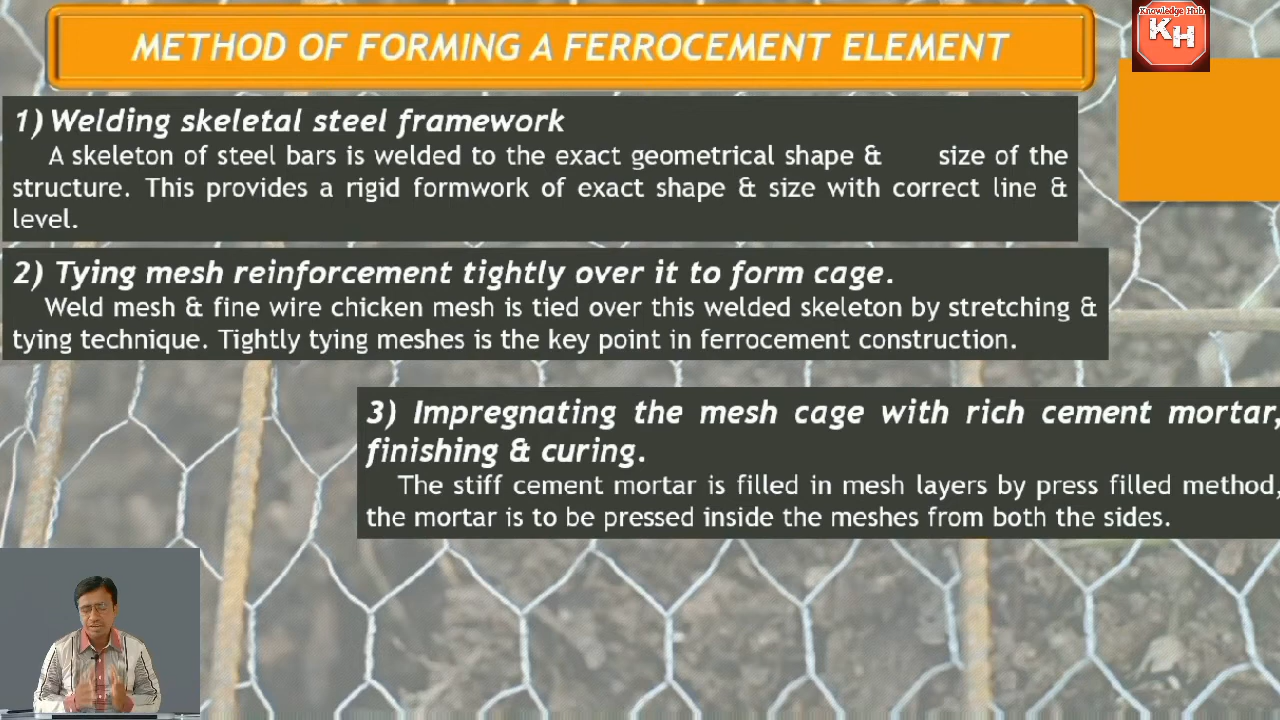 METHOD OF FORMING A FERROCEMENT ELEMENT
Knowledge Hub
KH
1) Welding skeletal steel framework
A skeleton of steel bars is welded to the exact geometrical shape & size of the
structure. This provides a rigid formwork of exact shape & size with correct line &
level.
2) Tying mesh reinforcement tightly over it to form cage.
Weld mesh & fine wire chicken mesh is tied over this welded skeleton by stretching &
tying technique. Tightly tying meshes is the key point in ferrocement construction.
3) Impregnating the mesh cage with rich cement mortar,
finishing & curing.
The stiff cement mortar is filled in mesh layers by press filled method,
the mortar is to be pressed inside the meshes from both the sides.